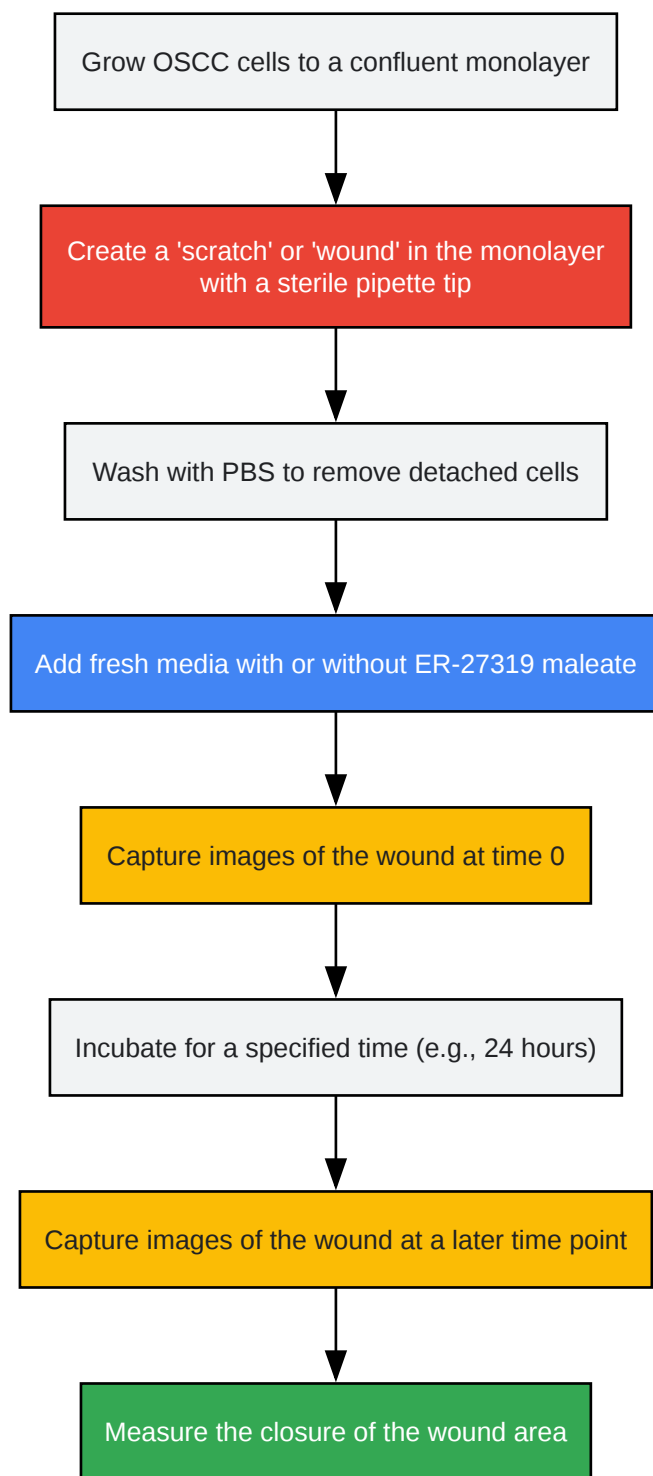 Grow OSCC cells to a confluent monolayer
Create a 'scratch' or 'wound' in the monolayer
with a sterile pipette tip
Wash with PBS to remove detached cells
Add fresh media with or without ER-27319 maleate
Capture images of the wound at time 0
Incubate for a specified time (e.g., 24 hours)
Capture images of the wound at a later time point
Measure the closure of the wound area